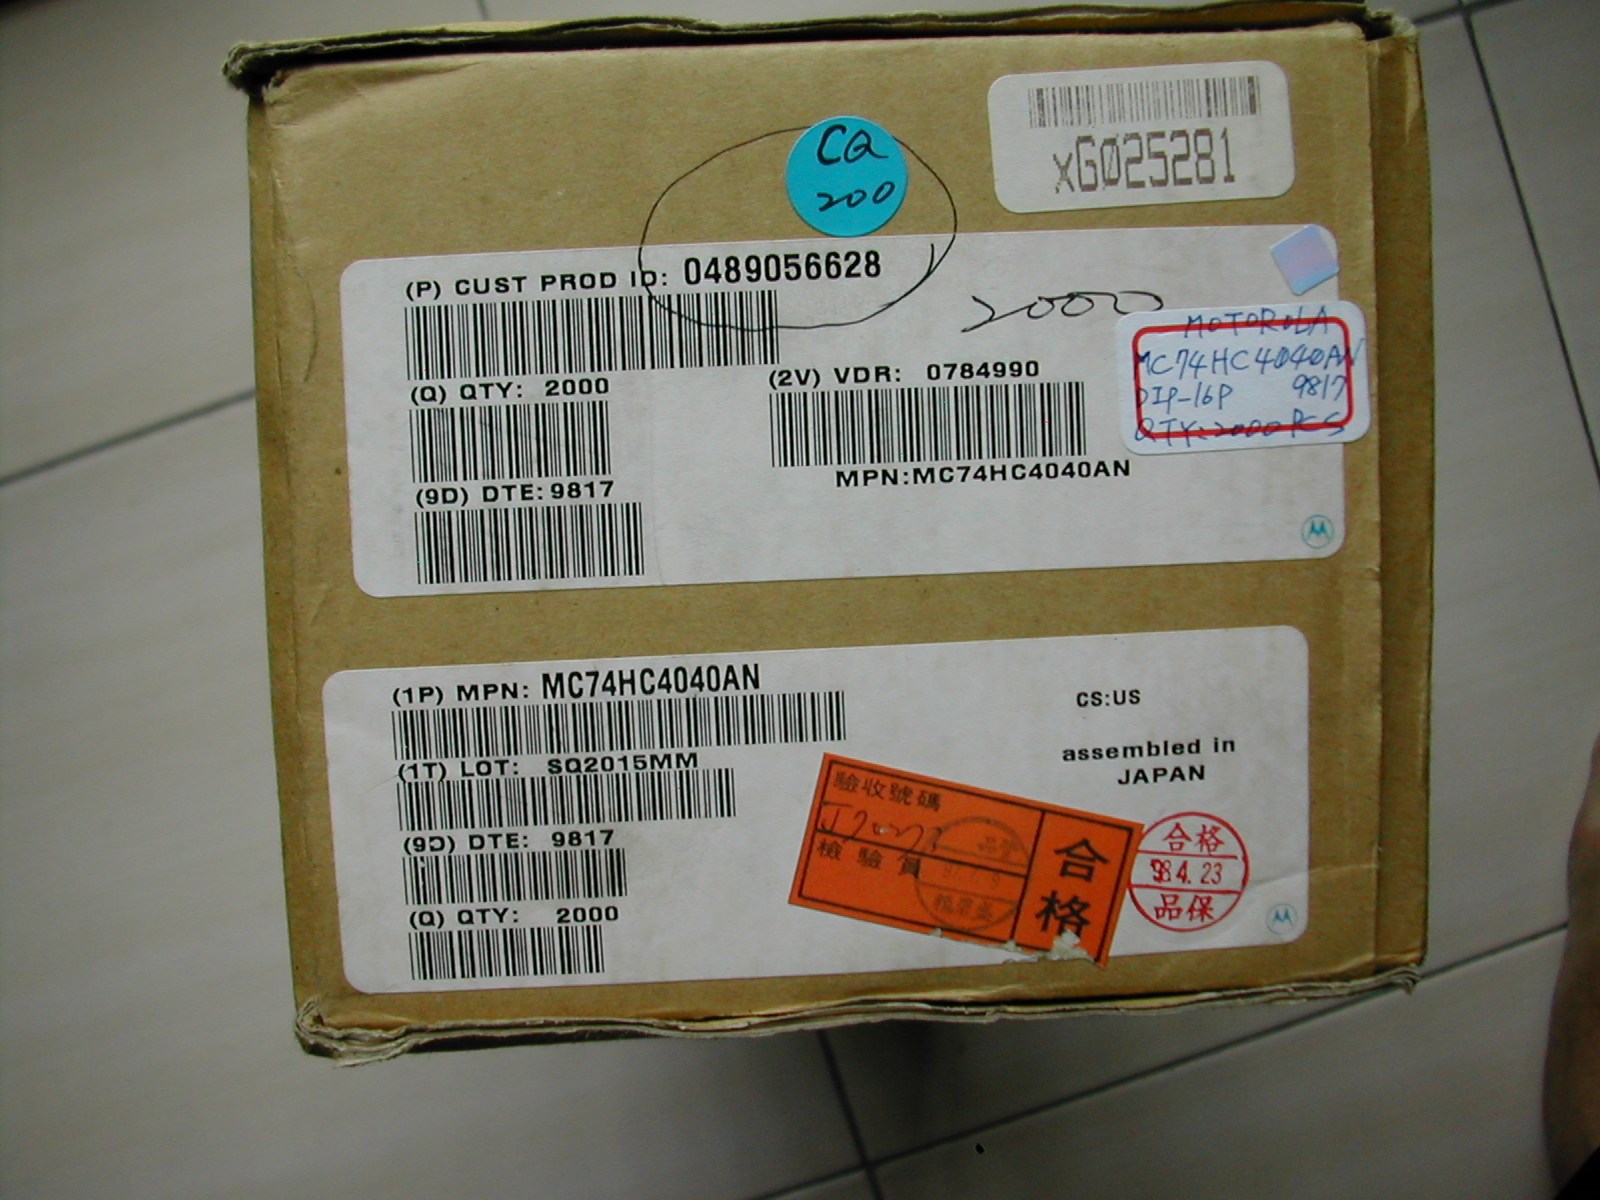 CQ
200
xG025281
(P) CUST PROD ID: 0489056628
2000
MOTOROLA
MC74HC4040AN
DIP-16P 9817
QTY: 2000 PCS
(Q) QTY: 2000
(2V) VDR: 0784990
MPN:MC74HC4040AN
(9D) DTE: 9817
(1P) MPN: MC74HC4040AN
CS:US
(1T) LOT: SQ2015MM
assembled in
JAPAN
(9D) DTE: 9817
(Q) QTY: 2000
驗收號碼
檢驗員
合格
合格
98.4.23
品保